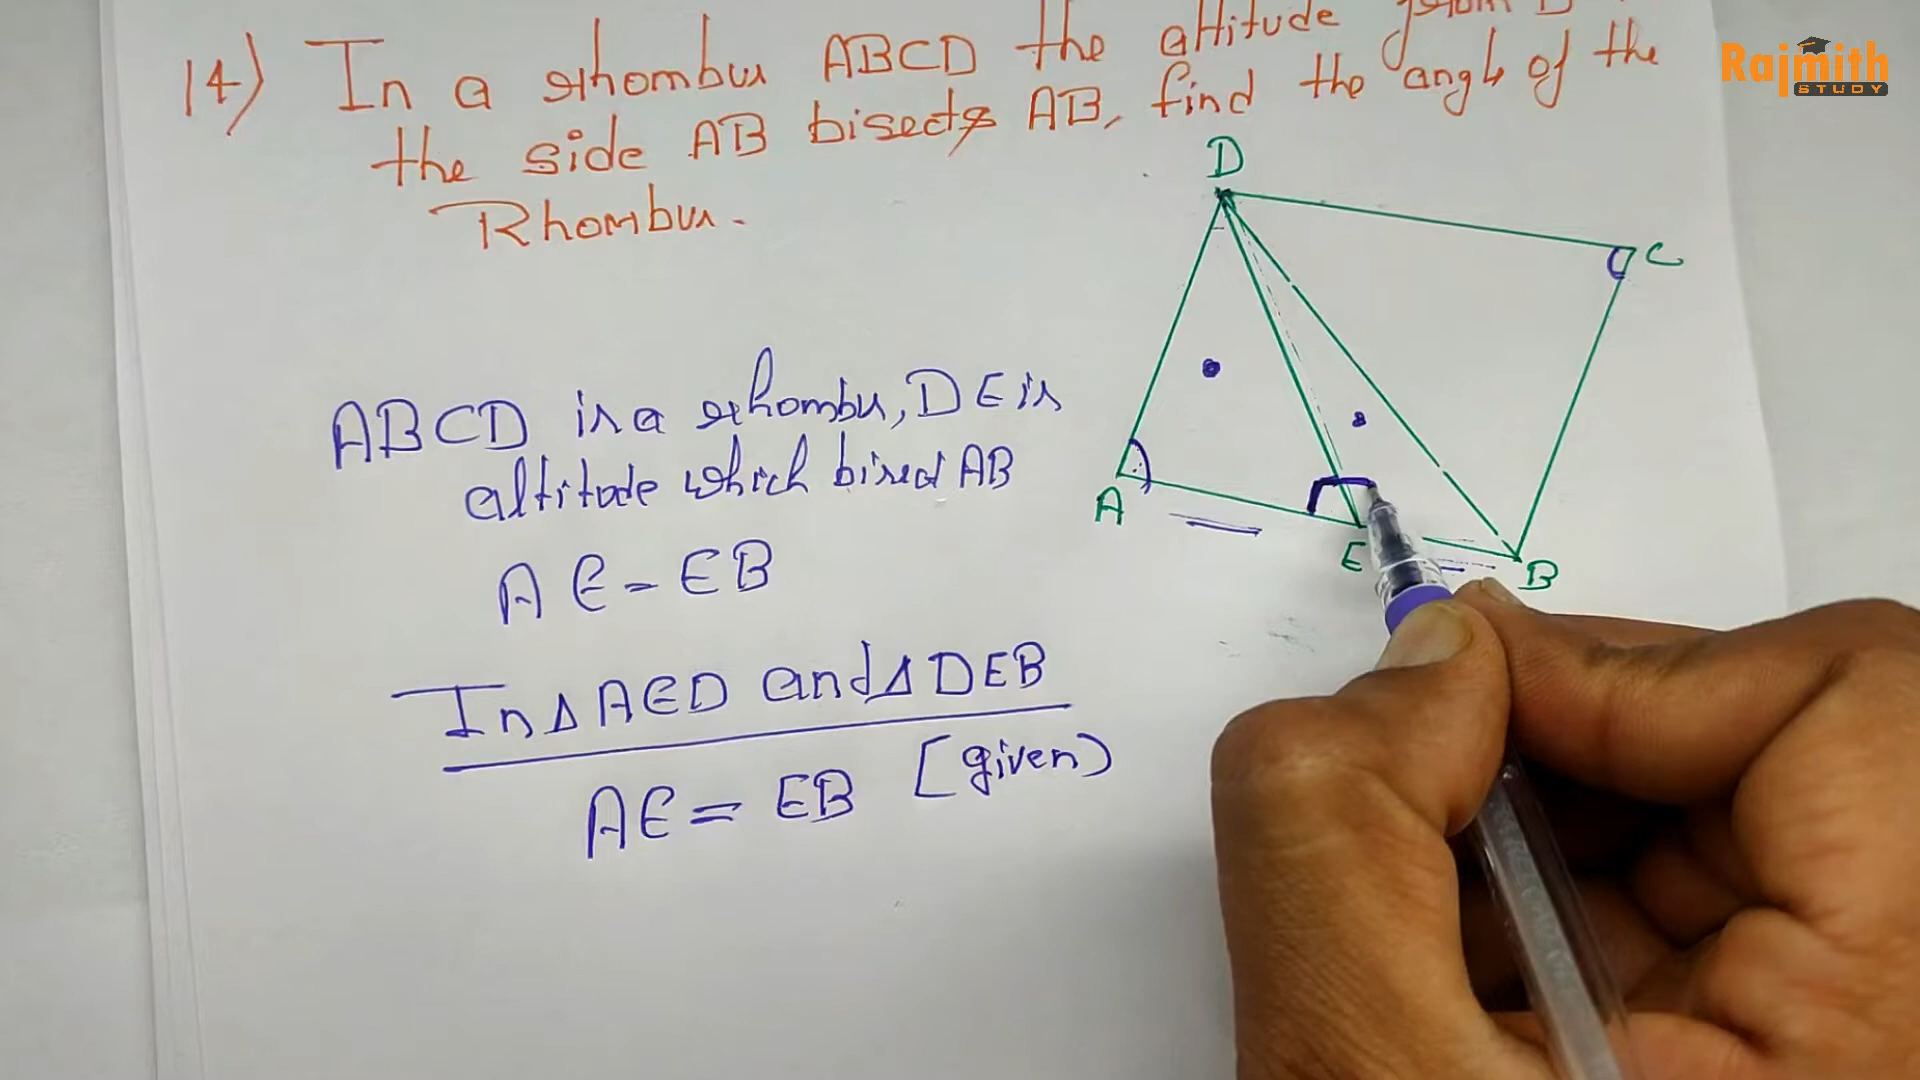 14) In a rhombus ABCD the altitude from D
the side AB bisects AB, find the angle of the
Rhombus.
Rajmith
STUDY
D
C
A
E
B
ABCD is a rhombus, DE is
altitude which bisect AB
AE = EB
In Δ AED and Δ DEB
AE = EB [given)